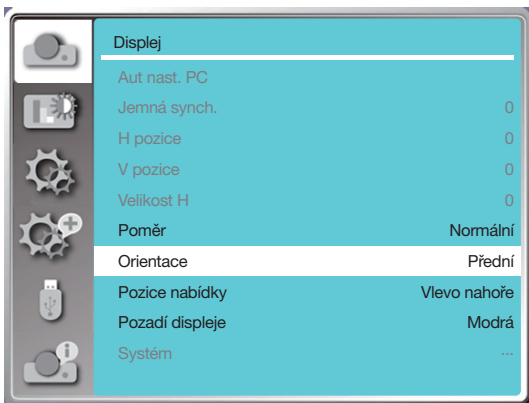 Displej
Aut nast. PC
Jemná synch. 0
H pozice 0
V pozice 0
Velikost H 0
Poměr Normální
Orientace Přední
Pozice nabídky Vlevo nahoře
Pozadí displeje Modrá
Systém ...